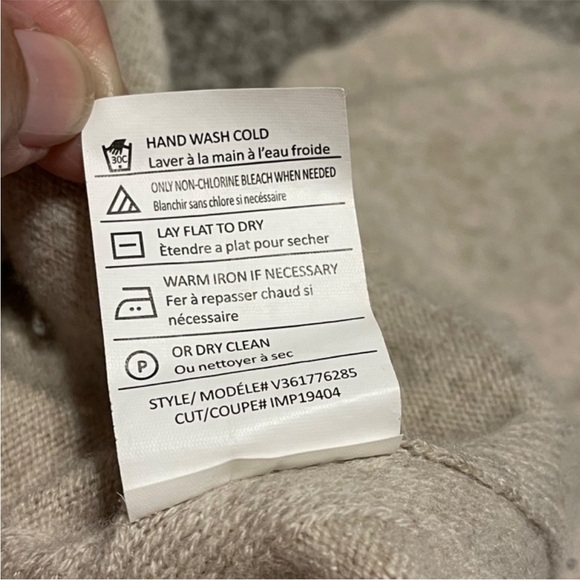 30C
HAND WASH COLD
Laver à la main à l'eau froide
ONLY NON-CHLORINE BLEACH WHEN NEEDED
Blanchir sans chlore si nécéssaire
LAY FLAT TO DRY
Ètendre a plat pour secher
WARM IRON IF NECESSARY
Fer à repasser chaud si
nécessaire
P
OR DRY CLEAN
Ou nettoyer à sec
STYLE/ MODÉLE# V361776285
CUT/COUPE# IMP19404